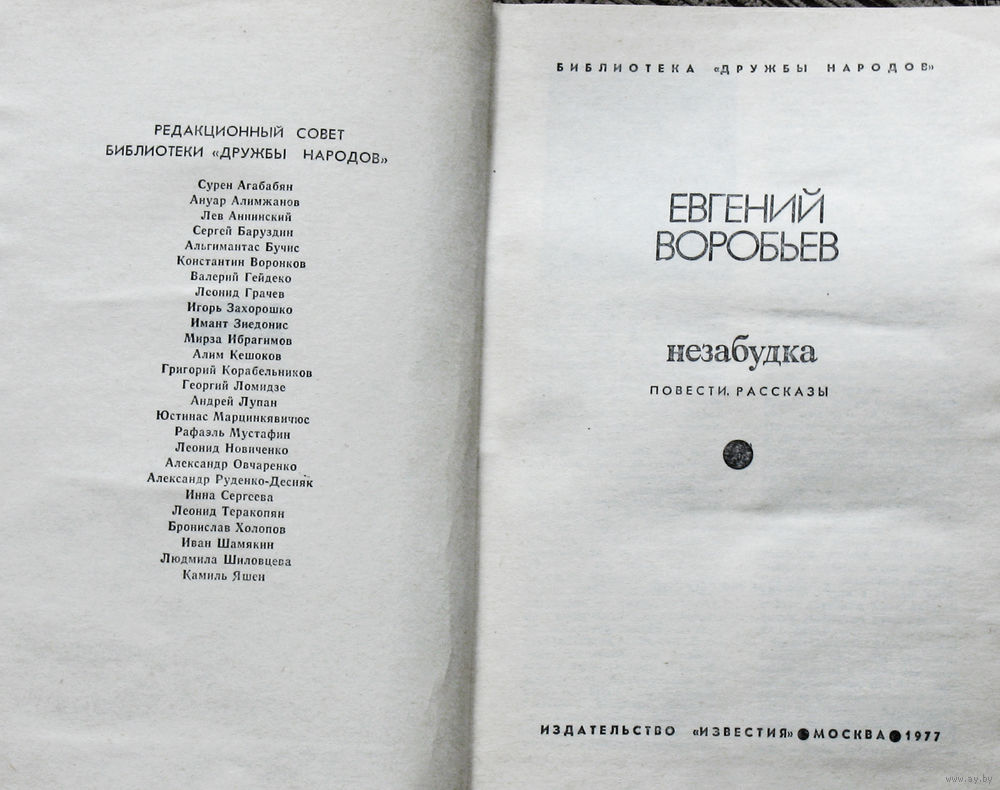 РЕДАКЦИОННЫЙ СОВЕТ
БИБЛИОТЕКИ «ДРУЖБЫ НАРОДОВ»
Сурен Агабабян
Ануар Алимжанов
Лев Аннинский
Сергей Баруздин
Альгимантас Бучис
Константин Воронков
Валерий Гейдеко
Леонид Грачев
Игорь Захорошко
Имант Зиедонис
Мирза Ибрагимов
Алим Кешоков
Григорий Корабельников
Георгий Ломидзе
Андрей Лупан
Юстинас Марцинкявичюс
Рафаэль Мустафин
Леонид Новиченко
Александр Овчаренко
Александр Руденко-Десняк
Инна Сергеева
Леонид Теракопян
Бронислав Холопов
Иван Шамякин
Людмила Шиловцева
Камиль Яшен
БИБЛИОТЕКА «ДРУЖБЫ НАРОДОВ»
ЕВГЕНИЙ
ВОРОБЬЕВ
незабудка
ПОВЕСТИ, РАССКАЗЫ
ИЗДАТЕЛЬСТВО «ИЗВЕСТИЯ» ● МОСКВА ● 1977
www.ay.by